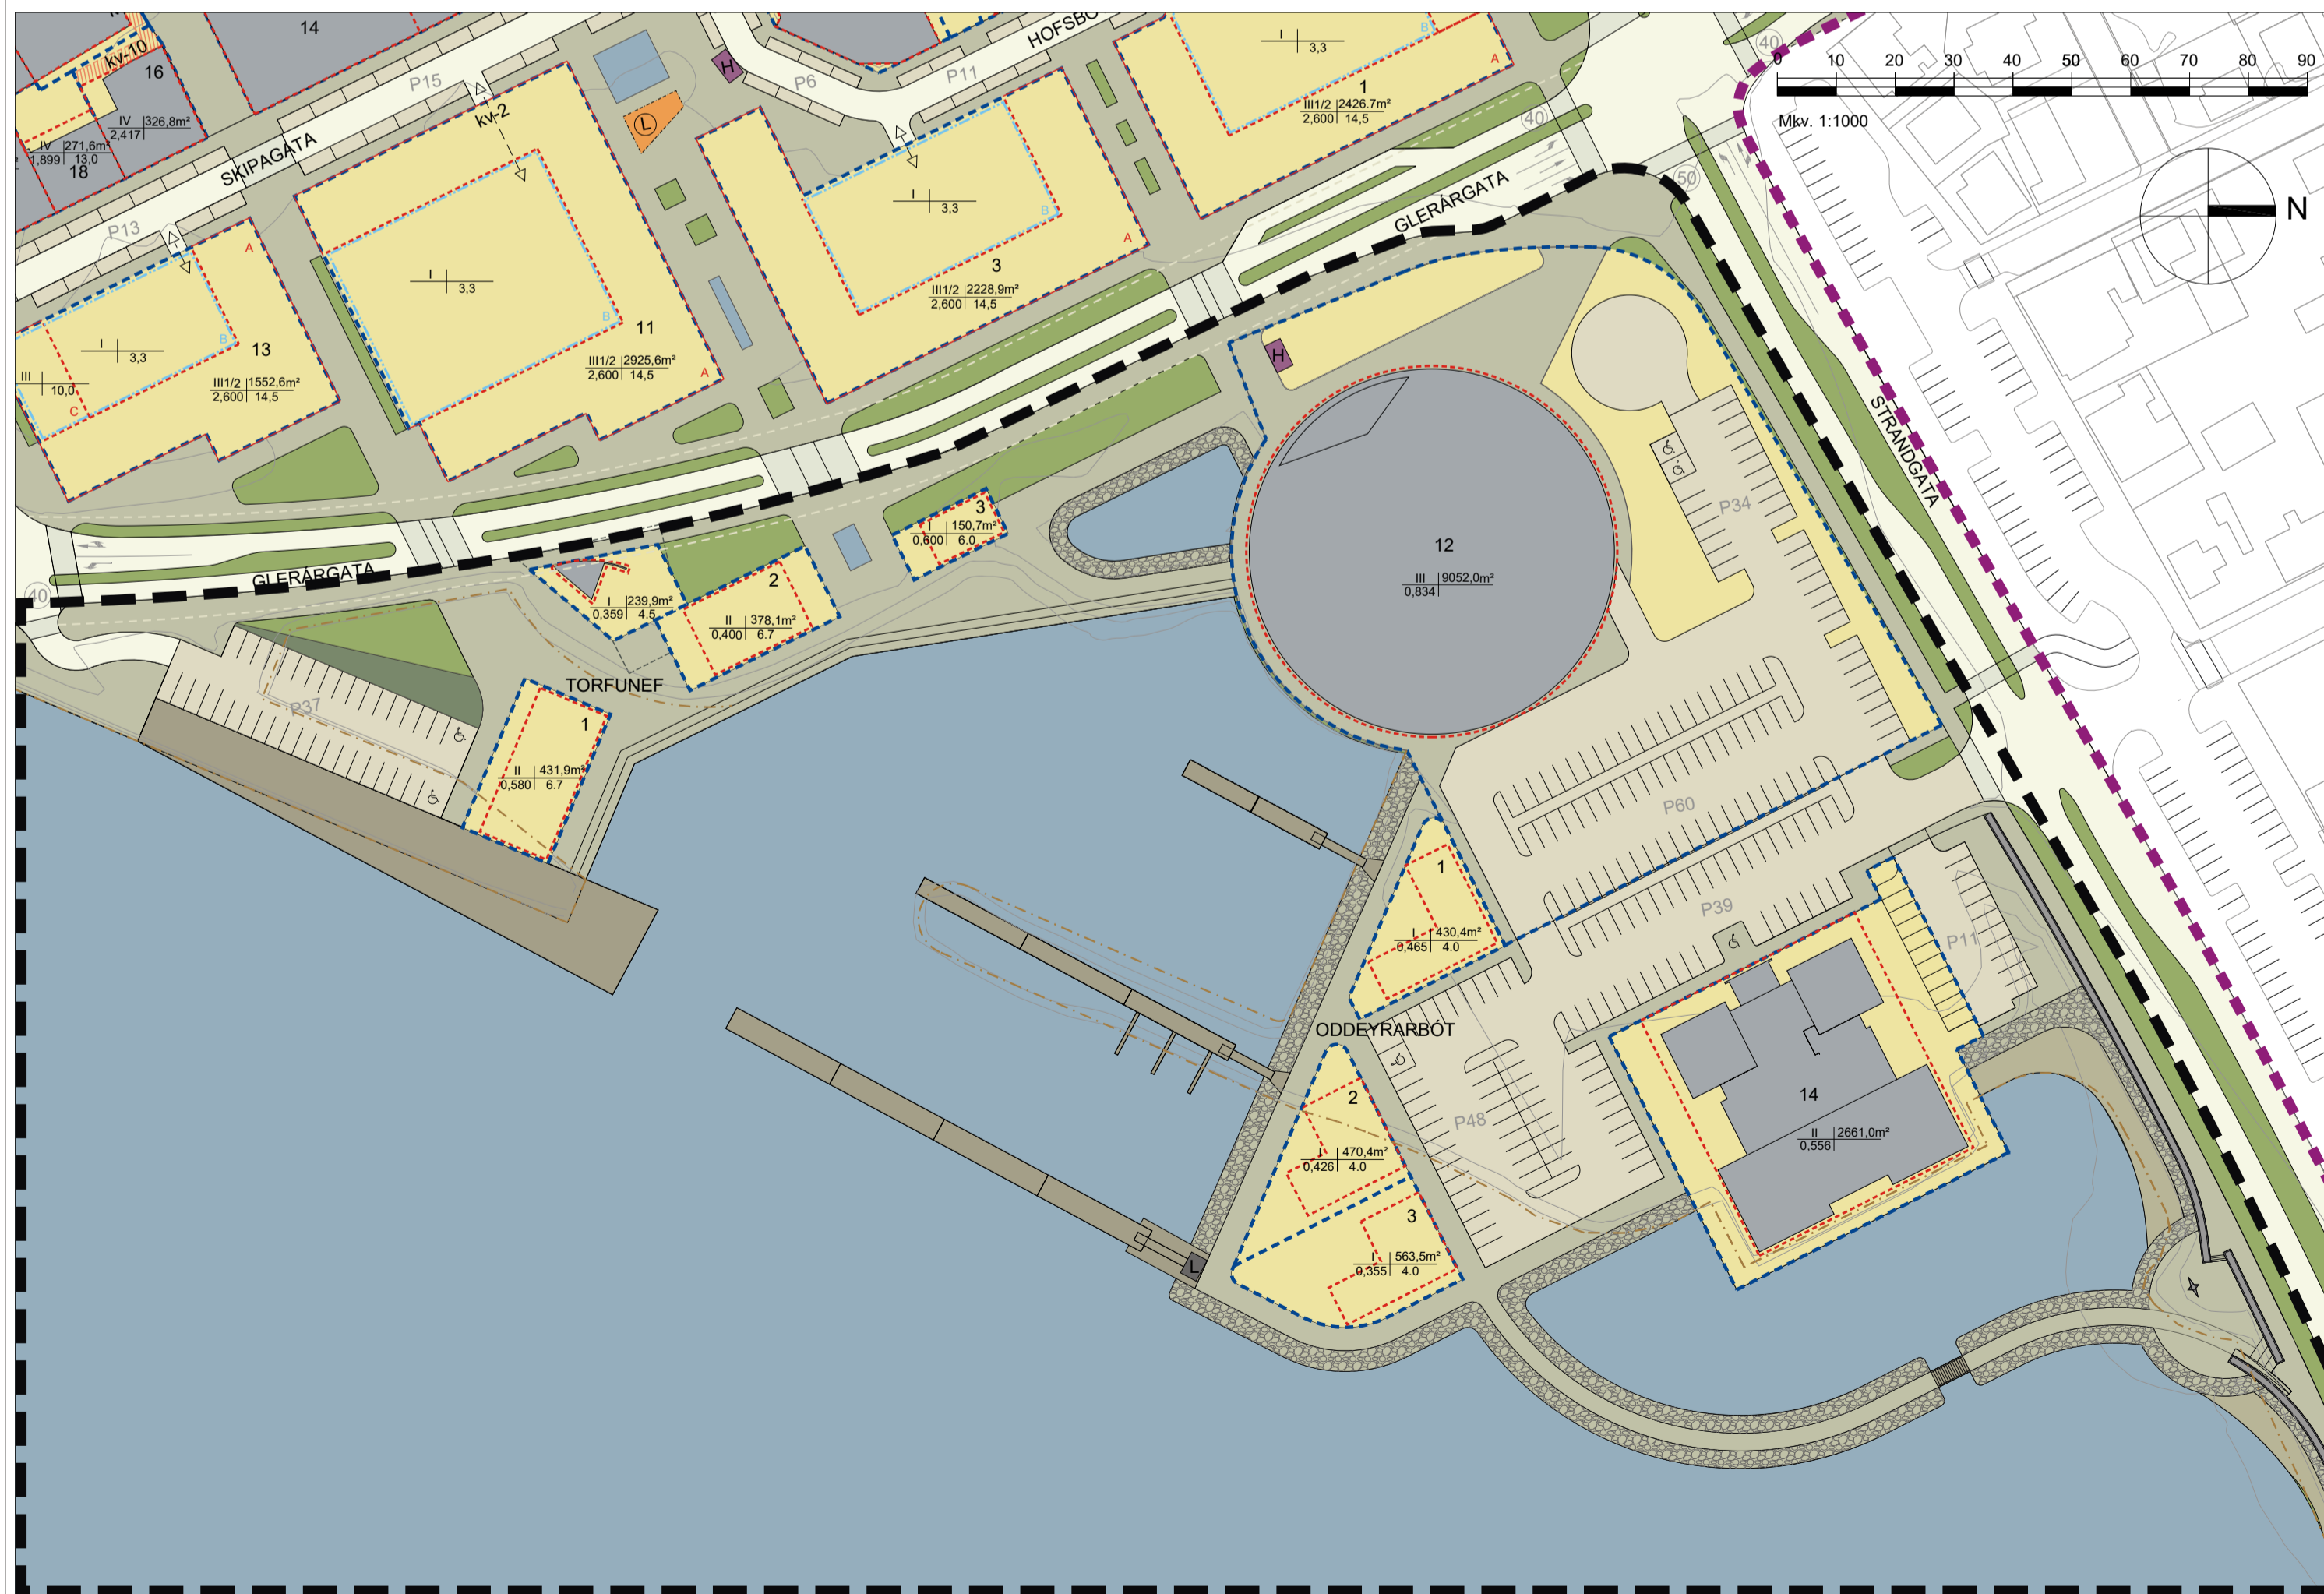 14
HOFSBÓ
kv-10
16
IV 326,8m²
2,417
IV 271,6m²
1,899 13,0
18
SKIPAGATA
P15
P13
kv-2
H
P6
P11
L
I
3,3
B
A
1
III1/2 2426.7m²
2,600 14,5
40
0 10 20 30 40 50 60 70 80 90
Mkv. 1:1000
N
40
50
GLERÁRGATA
STRANDGATA
I
3,3
B
A
3
III1/2 2228,9m²
2,600 14,5
I
3,3
B
11
III1/2 2925,6m²
2,600 14,5
A
A
I
3,3
B
13
III1/2 1552,6m²
2,600 14,5
III
10,0
C
H
GLERÁRGATA
40
3
I 150,7m²
0,600 6.0
2
II 378,1m²
0,400 6.7
I 239,9m²
0,359 4.5
TORFUNEF
1
II 431,9m²
0,580 6.7
P37
12
III 9052,0m²
0,834
P34
P60
P39
P11
1
I 430,4m²
0,465 4.0
ODDEYRARBÓT
2
I 470,4m²
0,426 4.0
3
I 563,5m²
0,355 4.0
L
P48
14
II 2661,0m²
0,556